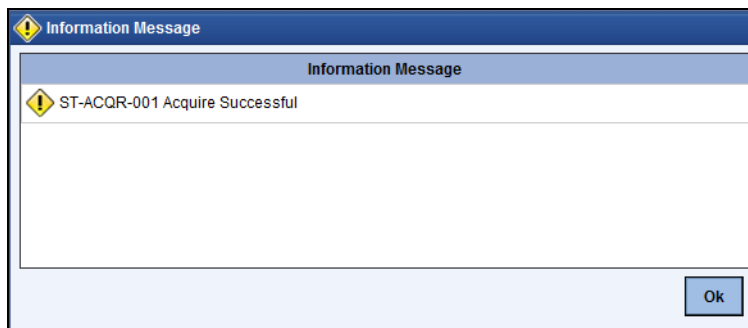 Information Message
Information Message
ST-ACQR-001 Acquire Successful
Ok